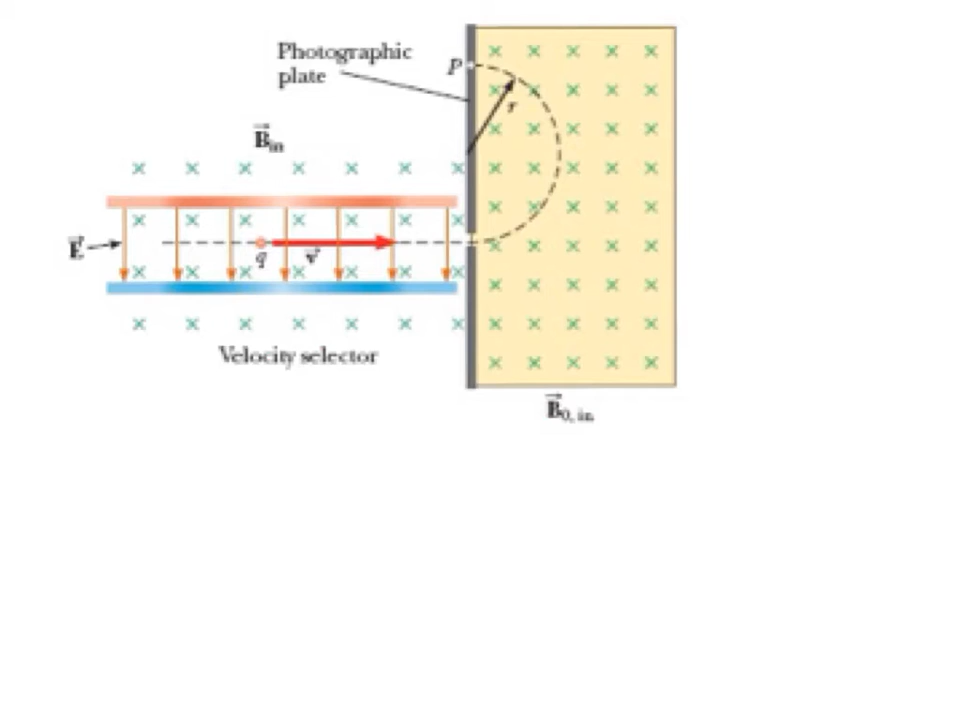 Photographic
plate
P
r
B⃗in
E⃗
q
v⃗
Velocity selector
B⃗0, in